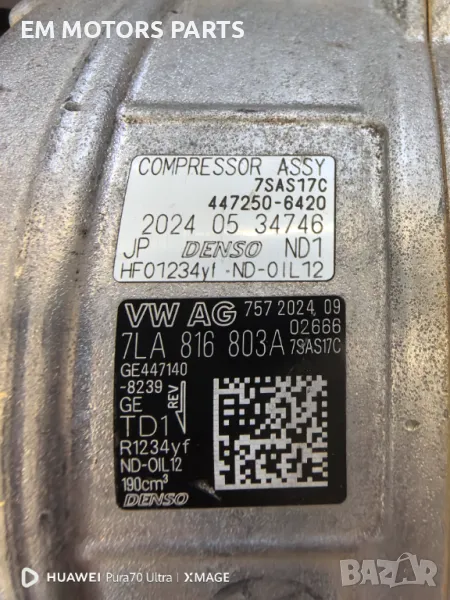 EM MOTORS PARTS
COMPRESSOR ASSY
7SAS17C
447250-6420
2024 05 34746
JP DENSO ND1
HF01234yf -ND-OIL12
VW AG 757 2024, 09
02666
7LA 816 803A 7SAS17C
GE447140
-8239
GE REV
TD1
R1234yf
ND-OIL12
190cm³
DENSO
HUAWEI Pura70 Ultra | XMAGE
BAZAR